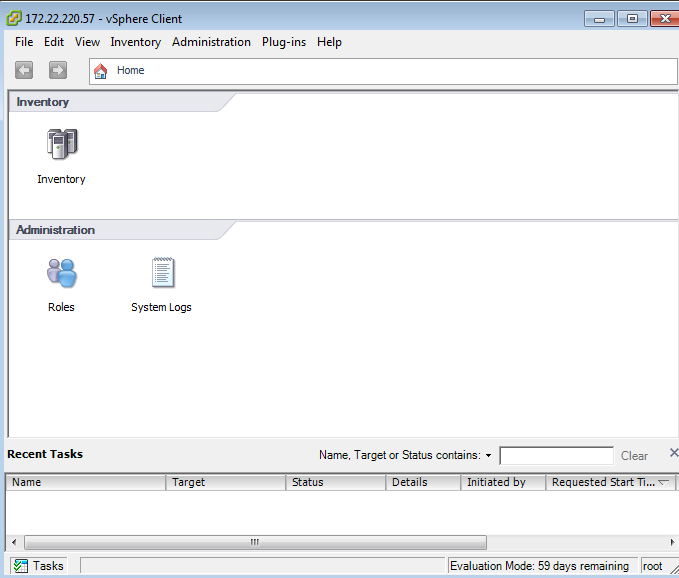 172.22.220.57 - vSphere Client
File Edit View Inventory Administration Plug-ins Help
Home
Inventory
Inventory
Administration
Roles System Logs
Recent Tasks Name, Target or Status contains: Clear
Name Target Status Details Initiated by Requested Start Ti...
Tasks Evaluation Mode: 59 days remaining root